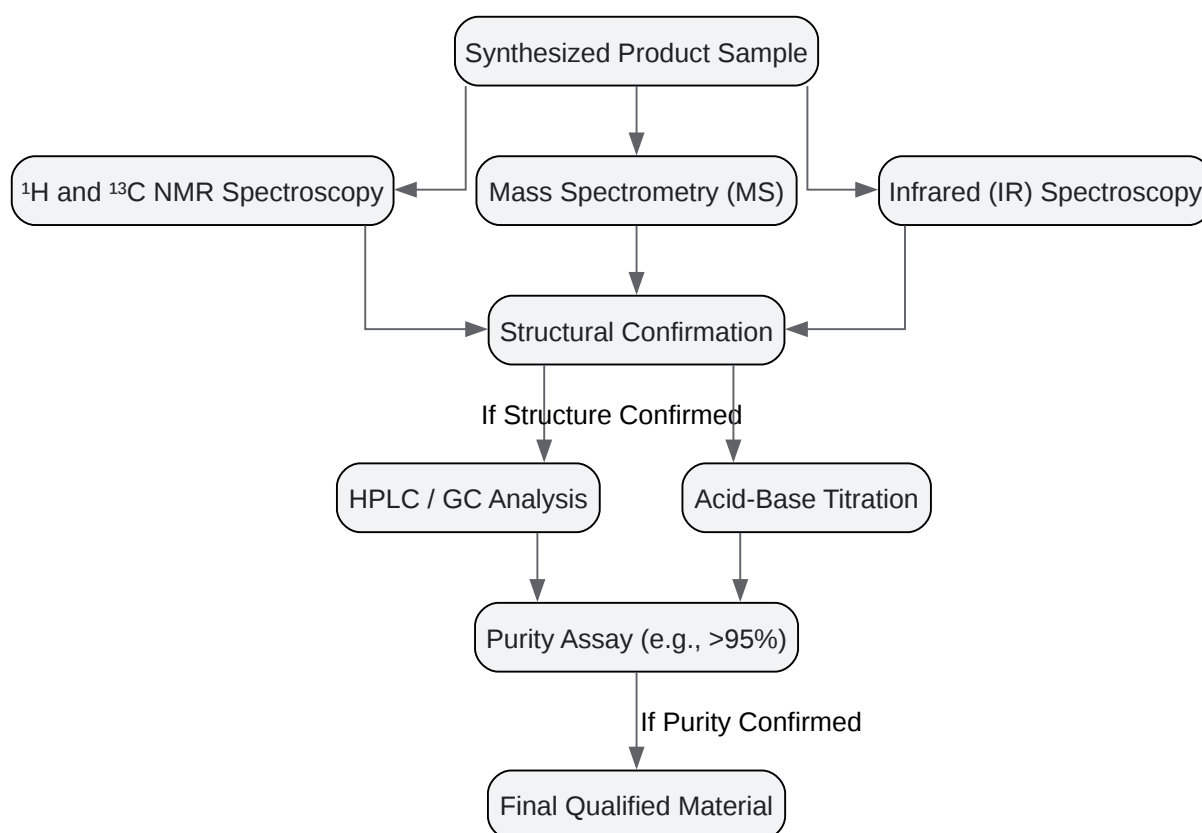 Synthesized Product Sample
¹H and ¹³C NMR Spectroscopy
Mass Spectrometry (MS)
Infrared (IR) Spectroscopy
Structural Confirmation
If Structure Confirmed
HPLC / GC Analysis
Acid-Base Titration
Purity Assay (e.g., >95%)
If Purity Confirmed
Final Qualified Material